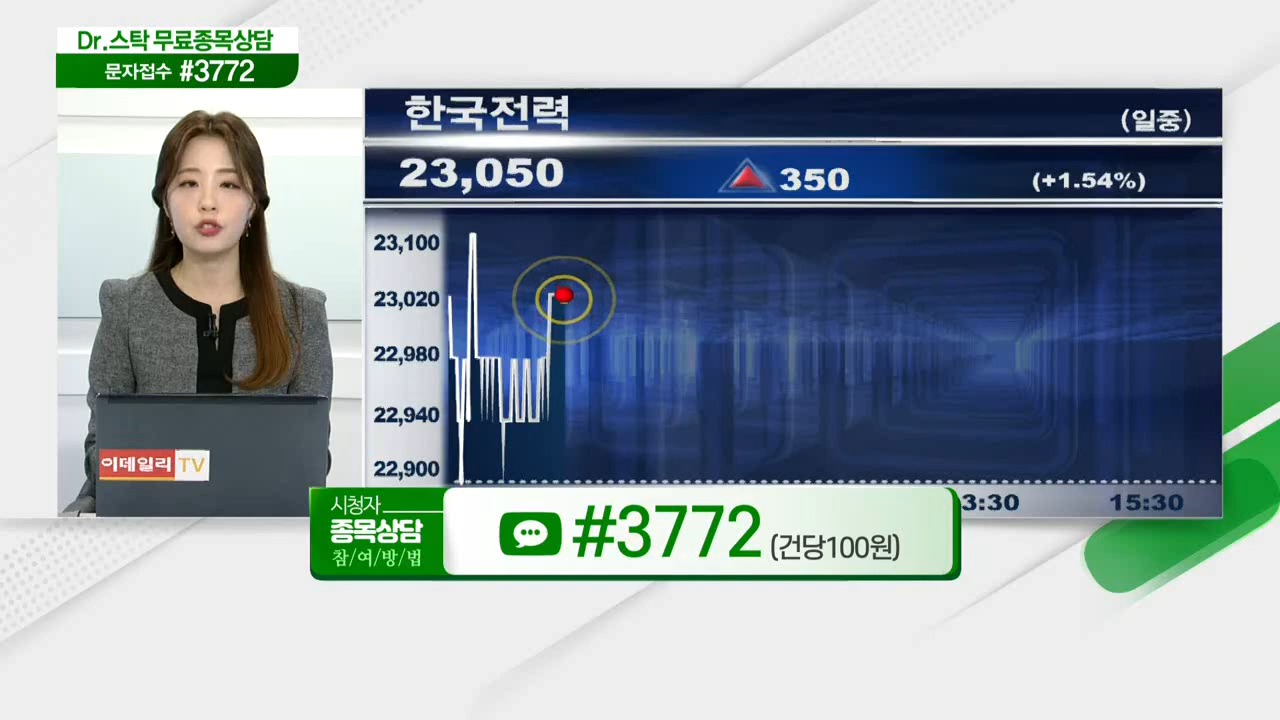 Dr.스탁 무료종목상담
문자접수 #3772
한국전력
(일중)
23,050
350
(+1.54%)
23,100
23,020
22,980
22,940
22,900
3:30
15:30
이데일리 TV
시청자
종목상담
참/여/방/법
#3772 (건당100원)